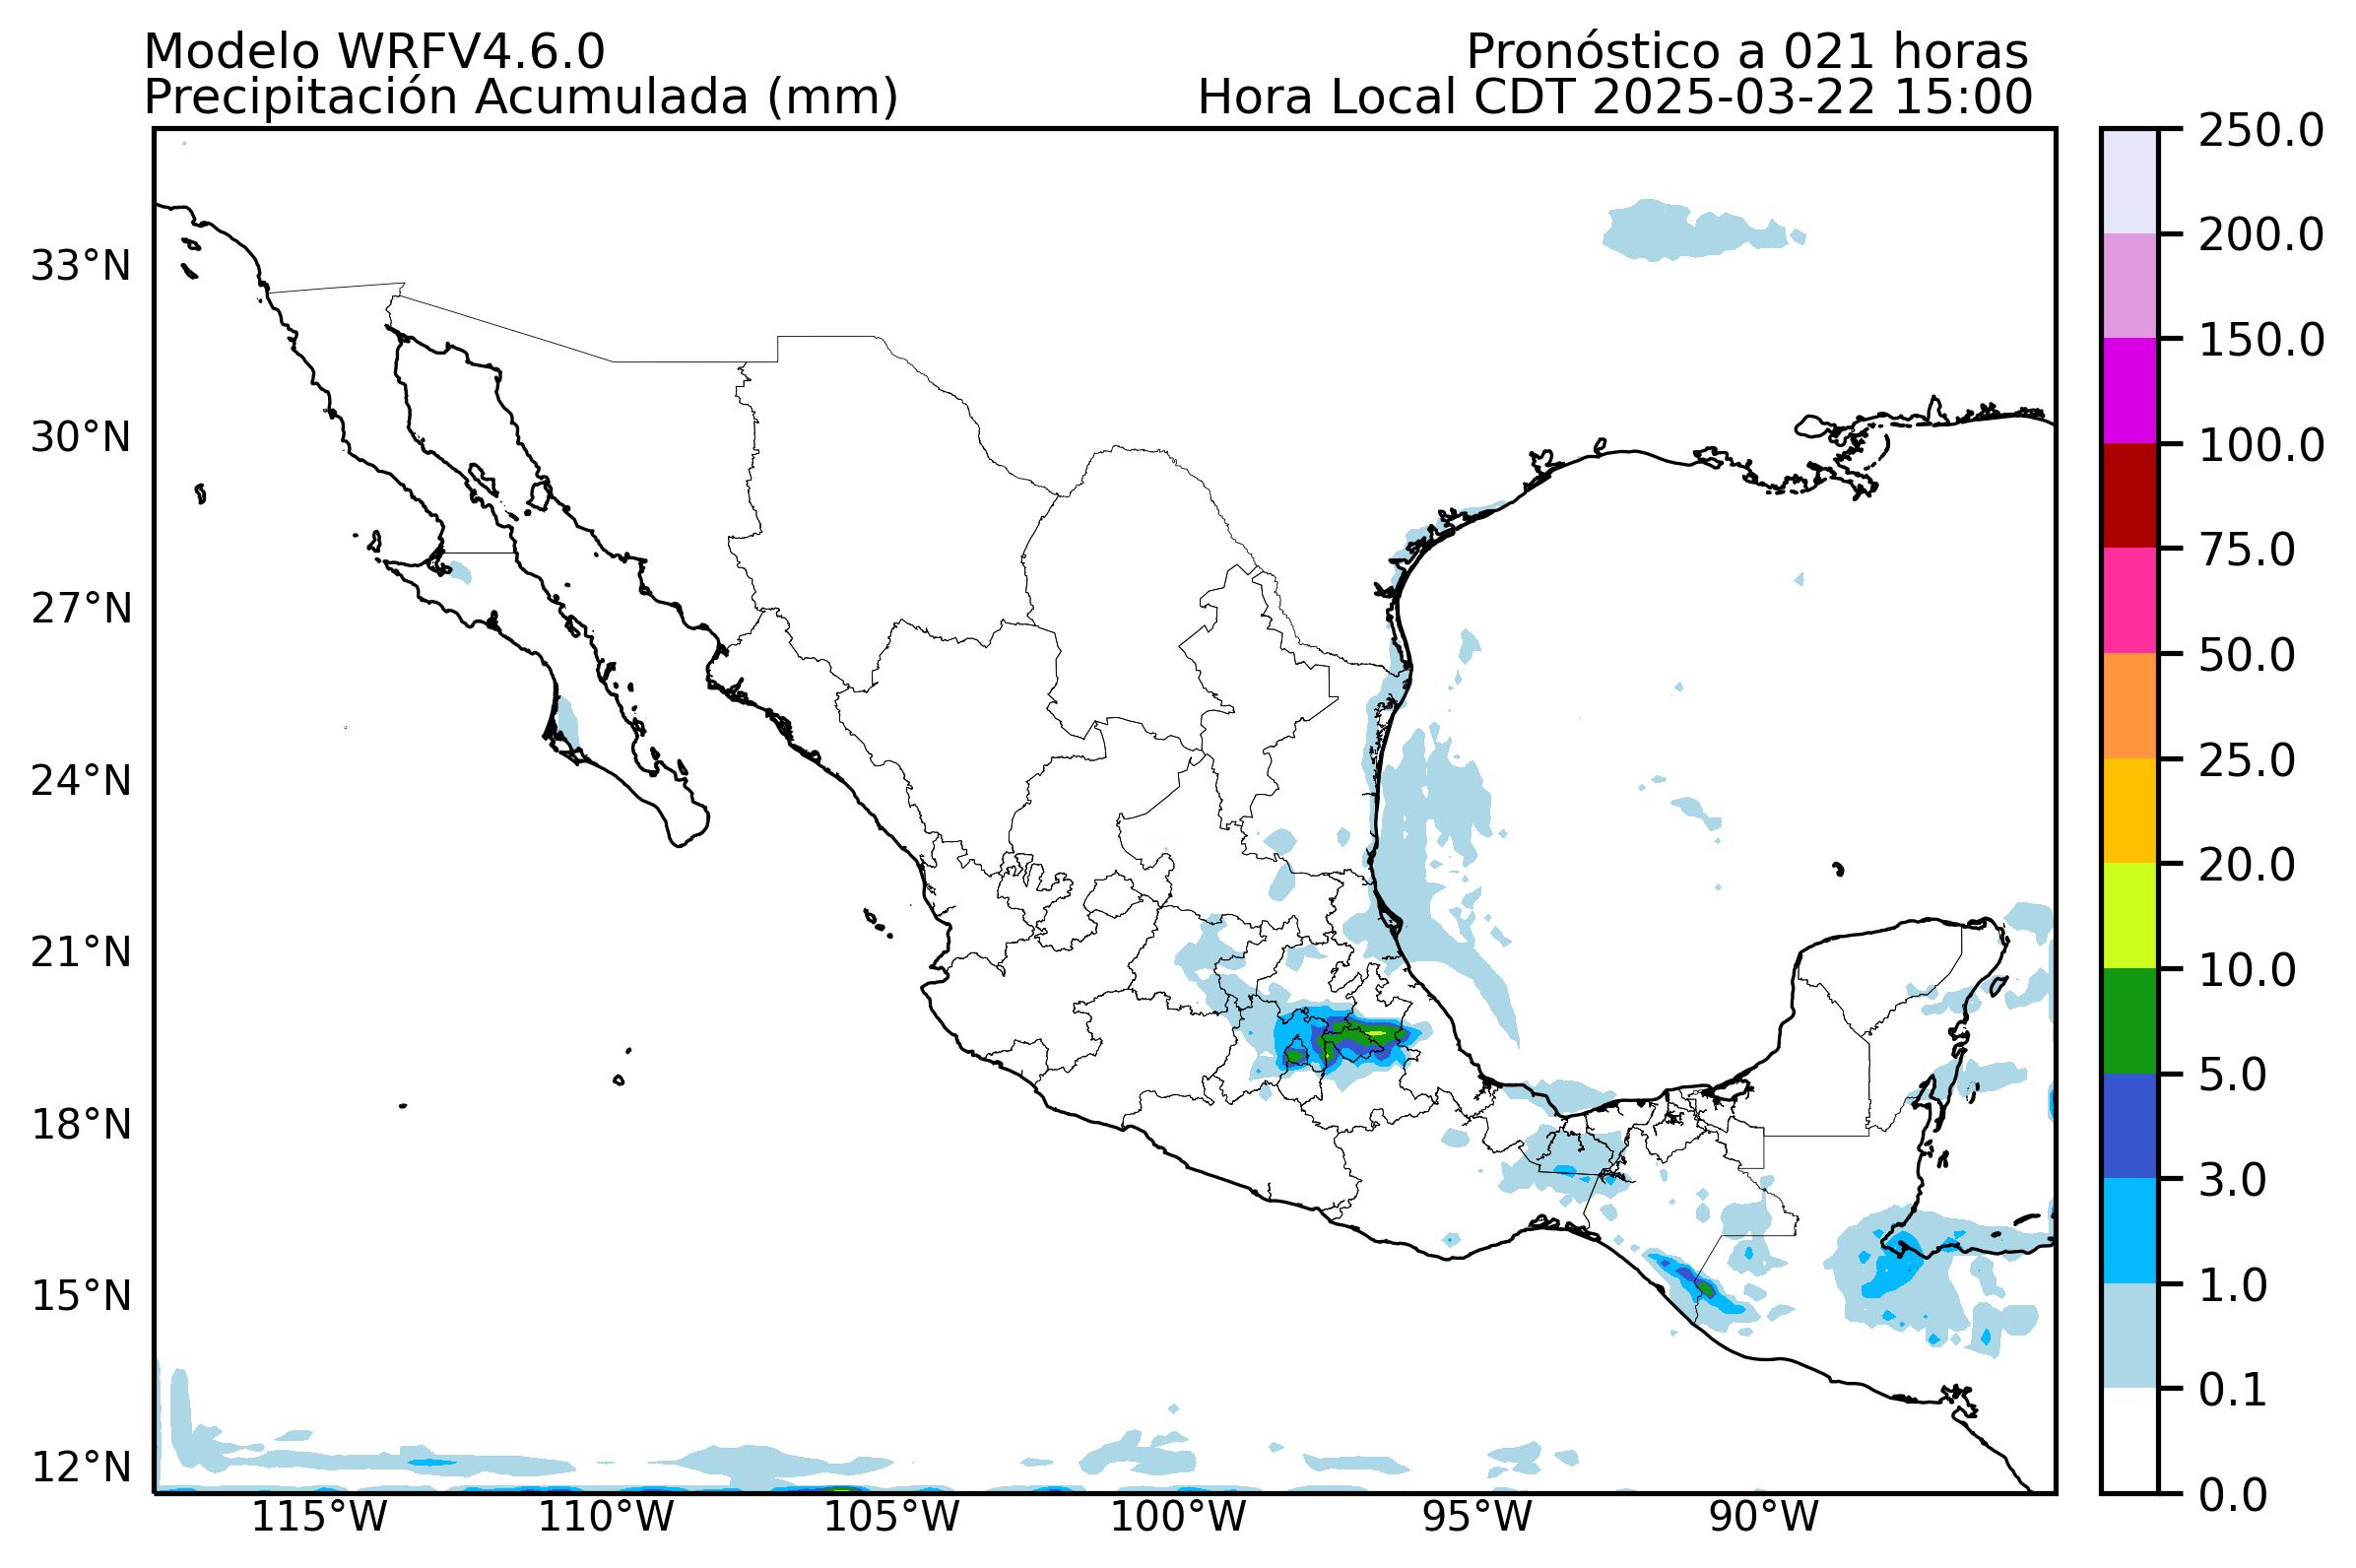 Modelo WRFV4.6.0
Pronóstico a 021 horas
Precipitación Acumulada (mm)
Hora Local CDT 2025-03-22 15:00
33°N
30°N
27°N
24°N
21°N
18°N
15°N
12°N
115°W
110°W
105°W
100°W
95°W
90°W
250.0
200.0
150.0
100.0
75.0
50.0
25.0
20.0
10.0
5.0
3.0
1.0
0.1
0.0